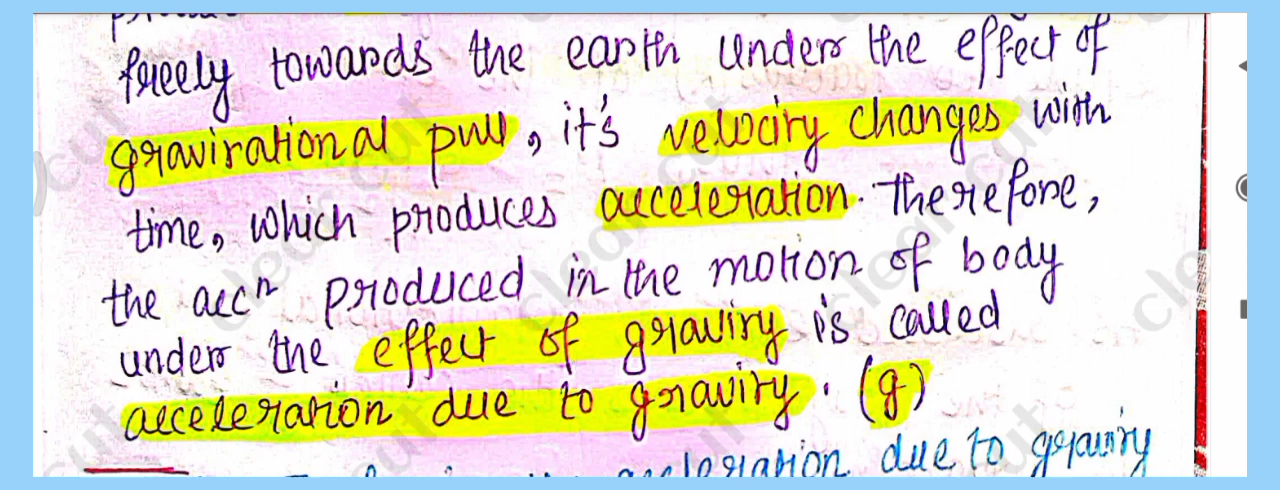 freely towards the earth under the effect of
gravitational pull, it's velocity changes with
time, which produces acceleration. Therefore,
the accn produced in the motion of body
under the effect of gravity is called
acceleration due to gravity. (g)
acceleration due to gravity